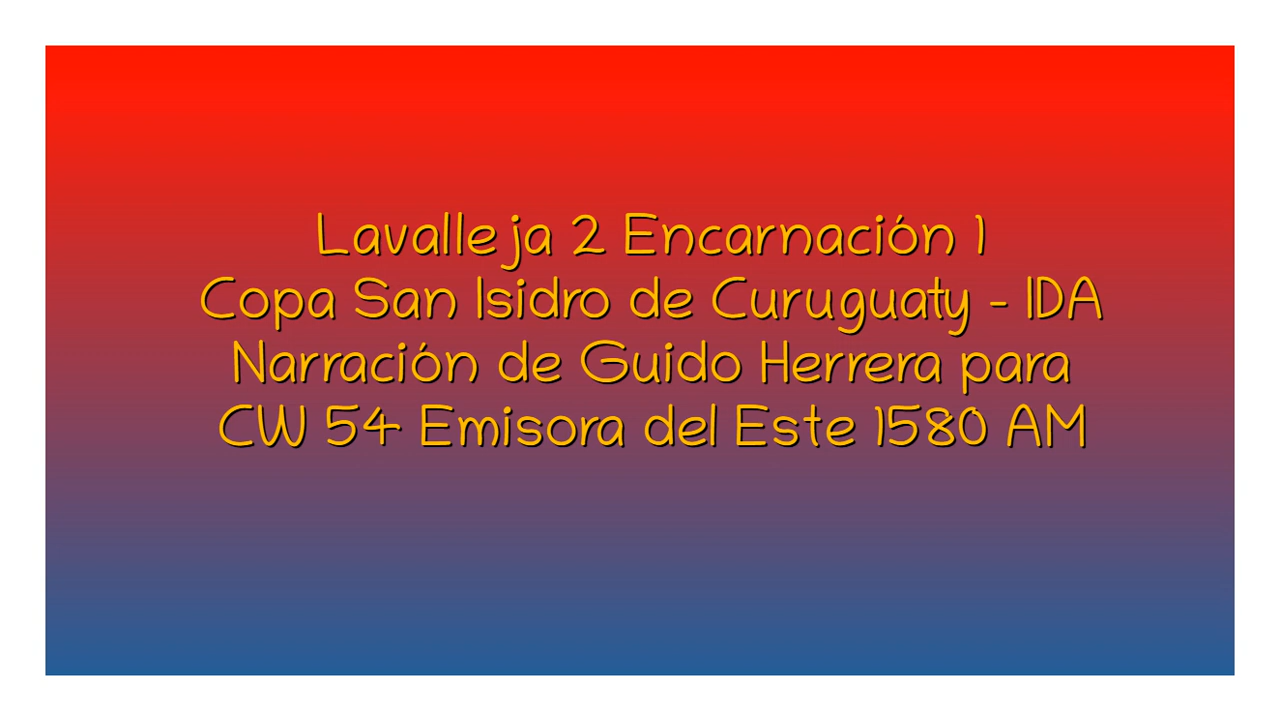 Lavalleja 2 Encarnación 1
Copa San Isidro de Curuguaty - IDA
Narración de Guido Herrera para
CW 54 Emisora del Este 1580 AM